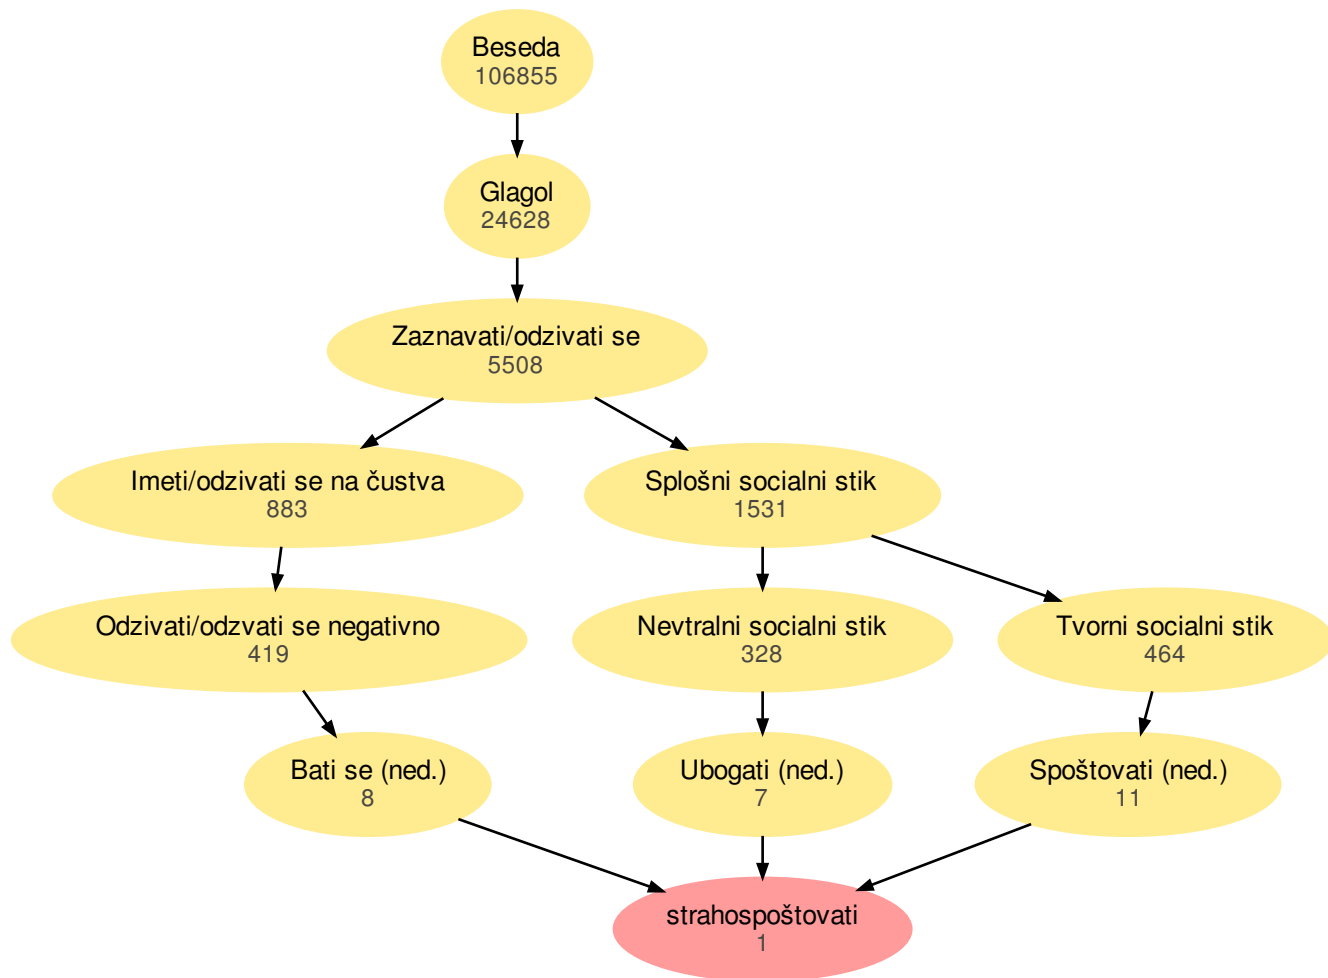 Beseda
106855
Glagol
24628
Zaznavati/odzivati se
5508
Imeti/odzivati se na čustva
883
Splošni socialni stik
1531
Odzivati/odzvati se negativno
419
Nevtralni socialni stik
328
Tvorni socialni stik
464
Bati se (ned.)
8
Ubogati (ned.)
7
Spoštovati (ned.)
11
strahospoštovati
1